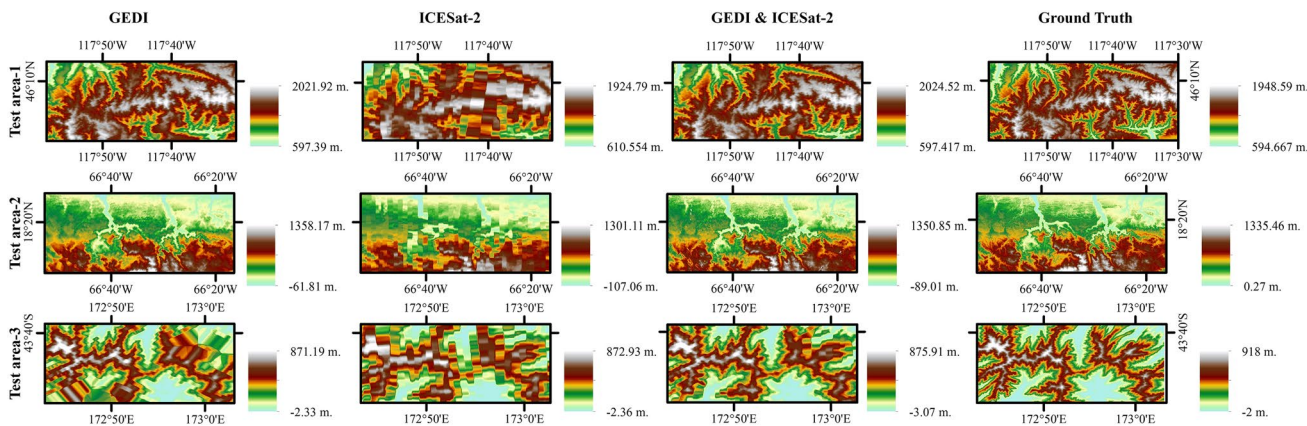 GEDI ICESat-2 GEDI & ICESat-2 Ground Truth
117°50'W 117°40'W 117°50'W 117°40'W 117°50'W 117°40'W 117°50'W 117°40'W 117°30'W
Test area-1 46°10'N 2021.92 m. 1924.79 m. 2024.52 m. 1948.59 m. 46°10'N
597.39 m. 610.554 m. 597.417 m. 594.667 m.
117°50'W 117°40'W 117°50'W 117°40'W 117°50'W 117°40'W 117°50'W 117°40'W 117°30'W
66°40'W 66°20'W 66°40'W 66°20'W 66°40'W 66°20'W 66°40'W 66°20'W
Test area-2 18°20'N 1358.17 m. 1301.11 m. 1350.85 m. 1335.46 m. 18°20'N
-61.81 m. -107.06 m. -89.01 m. 0.27 m.
66°40'W 66°20'W 66°40'W 66°20'W 66°40'W 66°20'W 66°40'W 66°20'W
172°50'E 173°0'E 172°50'E 173°0'E 172°50'E 173°0'E 172°50'E 173°0'E
Test area-3 43°40'S 871.19 m. 872.93 m. 875.91 m. 918 m. 43°40'S
-2.33 m. -2.36 m. -3.07 m. -2 m.
172°50'E 173°0'E 172°50'E 173°0'E 172°50'E 173°0'E 172°50'E 173°0'E